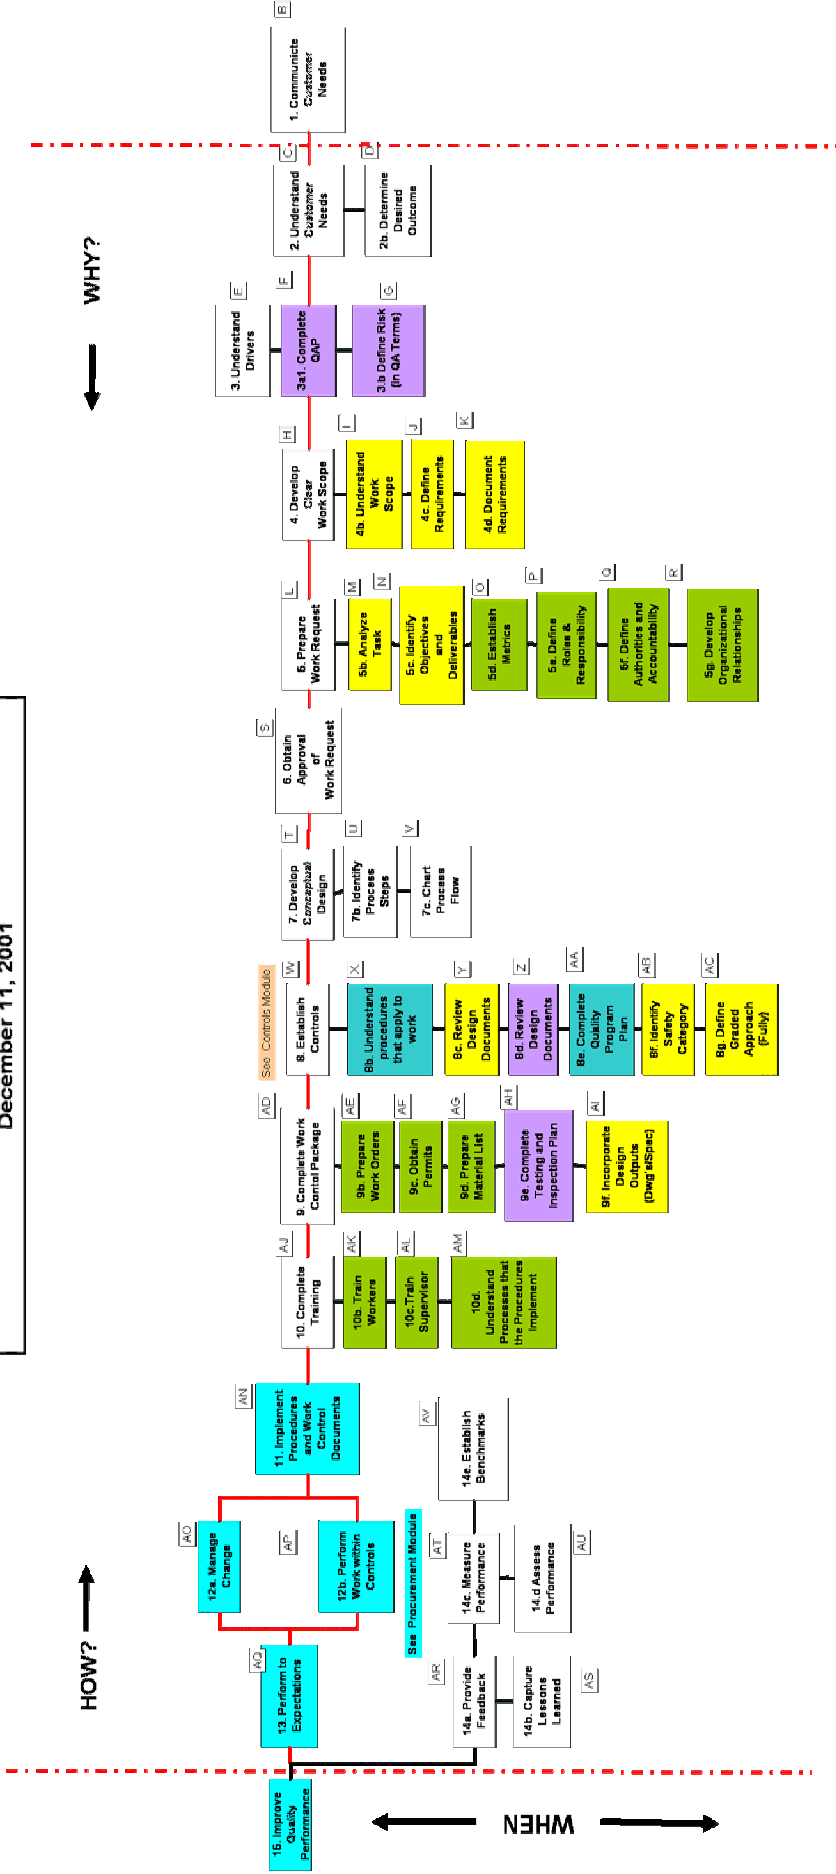 December 11, 2001
HOW?
WHY?
15. Improve
Quality
Performance
AQ
13. Perform to
Expectations
AO
12a. Manage
Change
AP
12b. Perform
Work within
Controls
AN
11. Implement
Procedures
and Work
Control
Documents
See Procurement Module
AR
14a. Provide
Feedback
14b. Capture
Lessons
Learned
AS
AT
14c. Measure
Performance
14.d Assess
Performance
AU
AV
14e. Establish
Benchmarks
WHEN
AJ
10. Complete
Training
AK
10b. Train
Workers
AL
10c.Train
Supervisor
AM
10d.
Understand
Processes that
the Procedures
Implement
AD
9. Complete Work
Contol Package
AE
9b. Prepare
Work Orders
AF
9c. Obtain
Permits
AG
9d. Prepare
Material List
AH
9e. Complete
Testing and
Inspection Plan
AI
9f. Incorporate
Design
Outputs
(Dwg's/Spec)
See Controls Module
W
8. Establish
Controls
X
8b. Understand
procedures
that apply to
work
Y
8c. Review
Design
Documents
Z
8d. Review
Design
Documents
AA
8e. Complete
Quality
Program
Plan
AB
8f. Identify
Safety
Category
AC
8g. Define
Graded
Approach
(Fully)
T
7. Develop
Conceptual
Design
U
7b. Identify
Process
Steps
V
7c. Chart
Process
Flow
S
6. Obtain
Approval
of
Work Request
L
5. Prepare
Work Request
M
5b. Analyze
Task
N
5c. Identify
Objectives
and
Deliverables
O
5d. Establish
Metrics
P
5e. Define
Roles &
Responsibility
Q
5f. Define
Authorities and
Accountability
R
5g. Develop
Organizational
Relationships
H
4. Develop
Clear
Work Scope
I
4b. Understand
Work
Scope
J
4c. Define
Requirements
K
4d. Document
Requirements
E
3. Understand
Drivers
F
3a1. Complete
QAP
G
3.b Define Risk
(in QA Terms)
C
2. Understand
Customer
Needs
D
2b. Determine
Desired
Outcome
B
1. Communicte
Customer
Needs